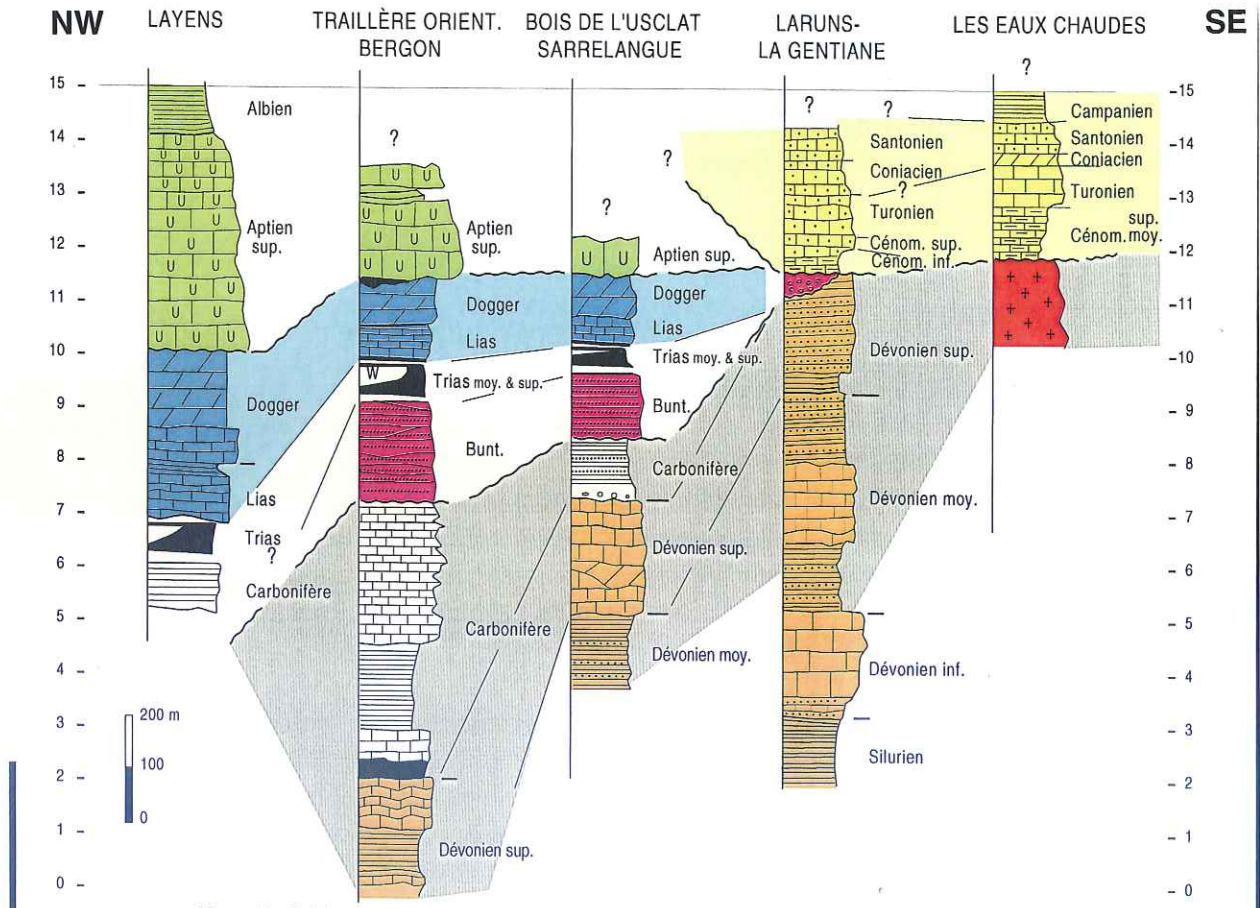 NW
LAYENS
TRAILLÈRE ORIENT.
BERGON
BOIS DE L'USCLAT
SARRELANGUE
LARUNS-
LA GENTIANE
LES EAUX CHAUDES
SE
15
14
13
12
11
10
9
8
7
6
5
4
3
2
1
0
Albien
Aptien
sup.
Dogger
Lias
Trias
?
Carbonifère
200 m
100
0
?
Aptien
sup.
Dogger
Lias
W
Trias moy. & sup.
Bunt.
Carbonifère
Dévonien sup.
?
Aptien sup.
Dogger
Lias
Trias moy. & sup.
Bunt.
Carbonifère
Dévonien sup.
Dévonien moy.
?
?
?
Santonien
Coniacien
?
Turonien
Cénom. sup.
Cénom. inf.
Dévonien sup.
Dévonien moy.
Dévonien inf.
Silurien
?
Campanien
Santonien
Coniacien
Turonien
sup.
Cénom. moy.
-15
-14
-13
-12
-11
-10
-9
-8
-7
-6
-5
-4
-3
-2
-1
-0